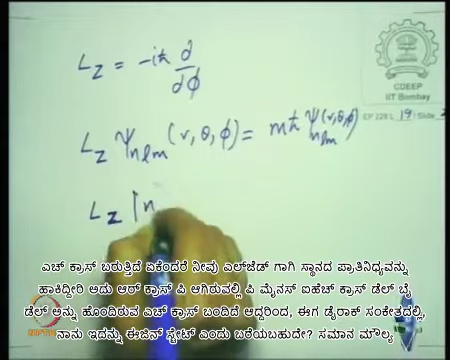 L_z = -iħ ∂/∂φ
CDEEP
IIT Bombay
EP 228 L 19 / Slide
L_z Ψ_nlm (r, θ, φ) = mħ Ψ_nlm (r,θ,φ)
L_z | n
ಎಚ್ ಕ್ರಾಸ್ ಬರುತ್ತಿದೆ ಏಕೆಂದರೆ ನೀವು ಎಲ್‌ಜೆಡ್ ಗಾಗಿ ಸ್ಥಾನದ ಪ್ರಾತಿನಿಧ್ಯವನ್ನು
ಹಾಕಿದ್ದೀರಿ ಅದು ಆರ್ ಕ್ರಾಸ್ ಪಿ ಆಗಿರುವಲ್ಲಿ ಪಿ ಮೈನಸ್ ಐಹೆಚ್ ಕ್ರಾಸ್ ಡೆಲ್ ಬೈ
ಡೆಲ್ ಅನ್ನು ಹೊಂದಿರುವ ಎಚ್ ಕ್ರಾಸ್ ಬಂದಿದೆ ಆದ್ದರಿಂದ, ಈಗ ಡೈರಾಕ್ ಸಂಕೇತದಲ್ಲಿ,
ನಾನು ಇದನ್ನು ಈಜಿನ್ ಸ್ಟೇಟ್ ಎಂದು ಬರೆಯಬಹುದೇ? ಸಮಾನ ಮೌಲ್ಯ